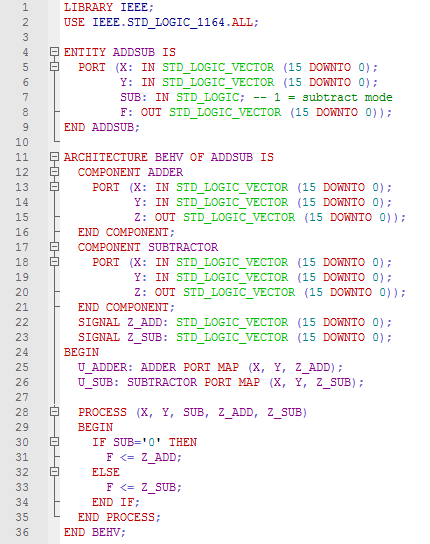 1 LIBRARY IEEE;
2 USE IEEE.STD_LOGIC_1164.ALL;
3
4 ENTITY ADDSUB IS
5   PORT (X: IN STD_LOGIC_VECTOR (15 DOWNTO 0);
6         Y: IN STD_LOGIC_VECTOR (15 DOWNTO 0);
7         SUB: IN STD_LOGIC; -- 1 = subtract mode
8         F: OUT STD_LOGIC_VECTOR (15 DOWNTO 0));
9 END ADDSUB;
10
11 ARCHITECTURE BEHV OF ADDSUB IS
12   COMPONENT ADDER
13     PORT (X: IN STD_LOGIC_VECTOR (15 DOWNTO 0);
14           Y: IN STD_LOGIC_VECTOR (15 DOWNTO 0);
15           Z: OUT STD_LOGIC_VECTOR (15 DOWNTO 0));
16   END COMPONENT;
17   COMPONENT SUBTRACTOR
18     PORT (X: IN STD_LOGIC_VECTOR (15 DOWNTO 0);
19           Y: IN STD_LOGIC_VECTOR (15 DOWNTO 0);
20           Z: OUT STD_LOGIC_VECTOR (15 DOWNTO 0));
21   END COMPONENT;
22   SIGNAL Z_ADD: STD_LOGIC_VECTOR (15 DOWNTO 0);
23   SIGNAL Z_SUB: STD_LOGIC_VECTOR (15 DOWNTO 0);
24 BEGIN
25   U_ADDER: ADDER PORT MAP (X, Y, Z_ADD);
26   U_SUB: SUBTRACTOR PORT MAP (X, Y, Z_SUB);
27
28   PROCESS (X, Y, SUB, Z_ADD, Z_SUB)
29   BEGIN
30     IF SUB='0' THEN
31       F <= Z_ADD;
32     ELSE
33       F <= Z_SUB;
34     END IF;
35   END PROCESS;
36 END BEHV;